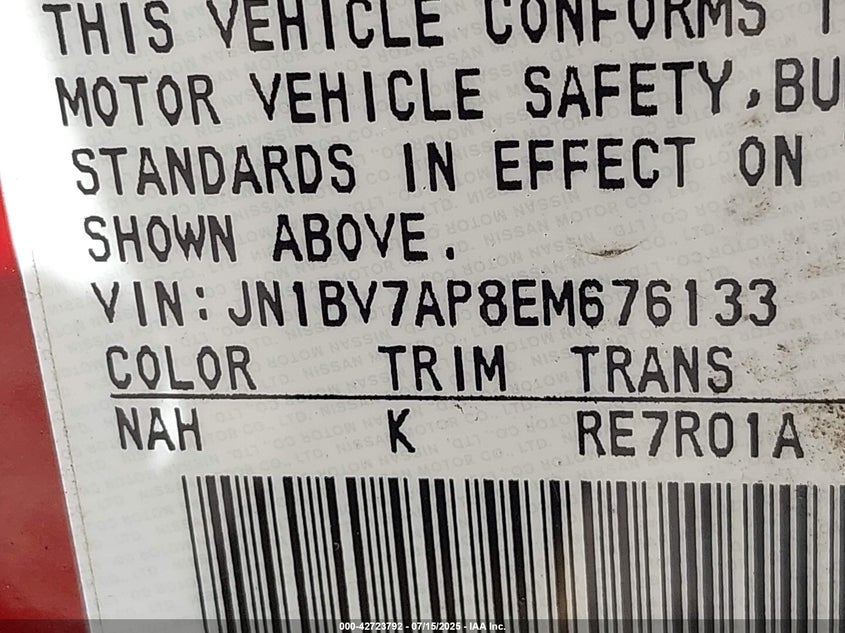 THIS VEHICLE CONFORMS T
MOTOR VEHICLE SAFETY,BU
STANDARDS IN EFFECT ON
SHOWN ABOVE.
VIN:JN1BV7AP8EM676133
COLOR TRIM TRANS
NAH K RE7R01A
000-42723792 - 07/15/2025 - IAA Inc.